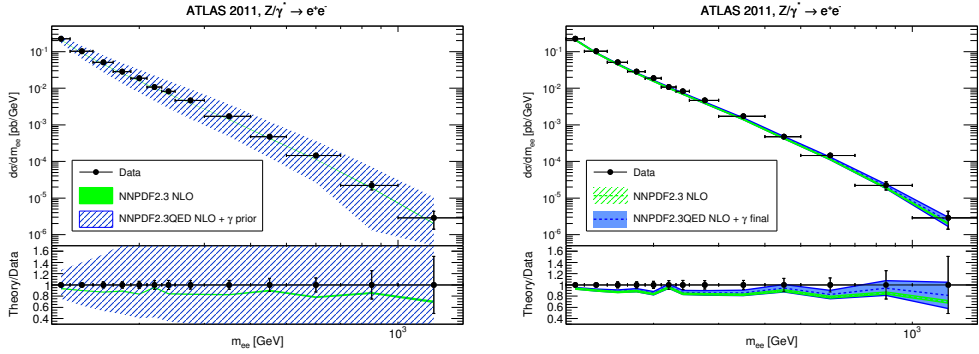 ATLAS 2011, Z/γ* → e⁺e⁻
dσ/dmee [pb/GeV]
10⁻¹
10⁻²
10⁻³
10⁻⁴
10⁻⁵
10⁻⁶
Data
NNPDF2.3 NLO
NNPDF2.3QED NLO + γ prior
Theory/Data
1.6
1.4
1.2
1
0.8
0.6
0.4
10³
mee [GeV]
ATLAS 2011, Z/γ* → e⁺e⁻
dσ/dmee [pb/GeV]
10⁻¹
10⁻²
10⁻³
10⁻⁴
10⁻⁵
10⁻⁶
Data
NNPDF2.3 NLO
NNPDF2.3QED NLO + γ final
Theory/Data
1.6
1.4
1.2
1
0.8
0.6
0.4
10³
mee [GeV]